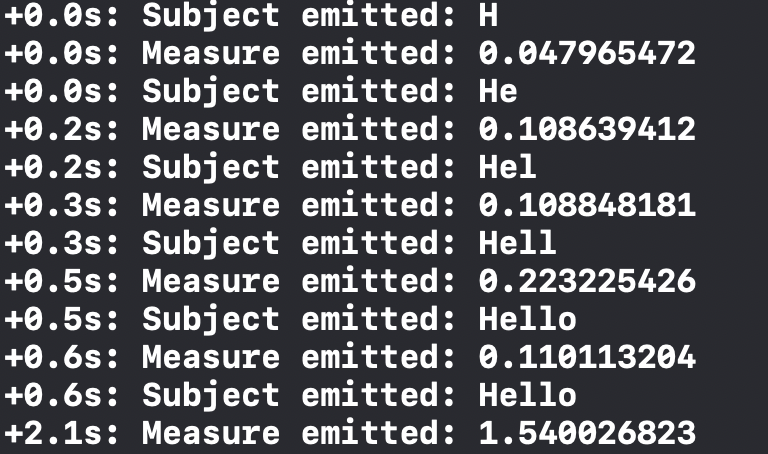 +0.0s: Subject emitted: H
+0.0s: Measure emitted: 0.047965472
+0.0s: Subject emitted: He
+0.2s: Measure emitted: 0.108639412
+0.2s: Subject emitted: Hel
+0.3s: Measure emitted: 0.108848181
+0.3s: Subject emitted: Hell
+0.5s: Measure emitted: 0.223225426
+0.5s: Subject emitted: Hello
+0.6s: Measure emitted: 0.110113204
+0.6s: Subject emitted: Hello
+2.1s: Measure emitted: 1.540026823